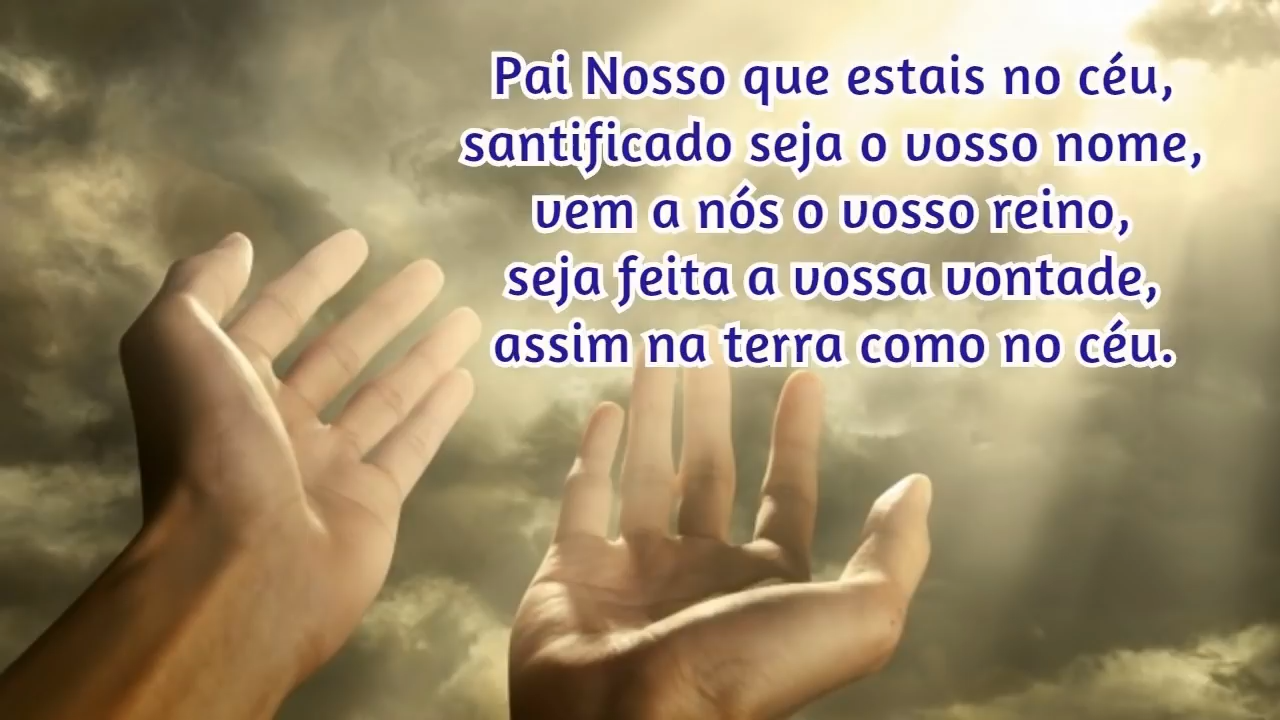 Pai Nosso que estais no céu,
santificado seja o vosso nome,
vem a nós o vosso reino,
seja feita a vossa vontade,
assim na terra como no céu.